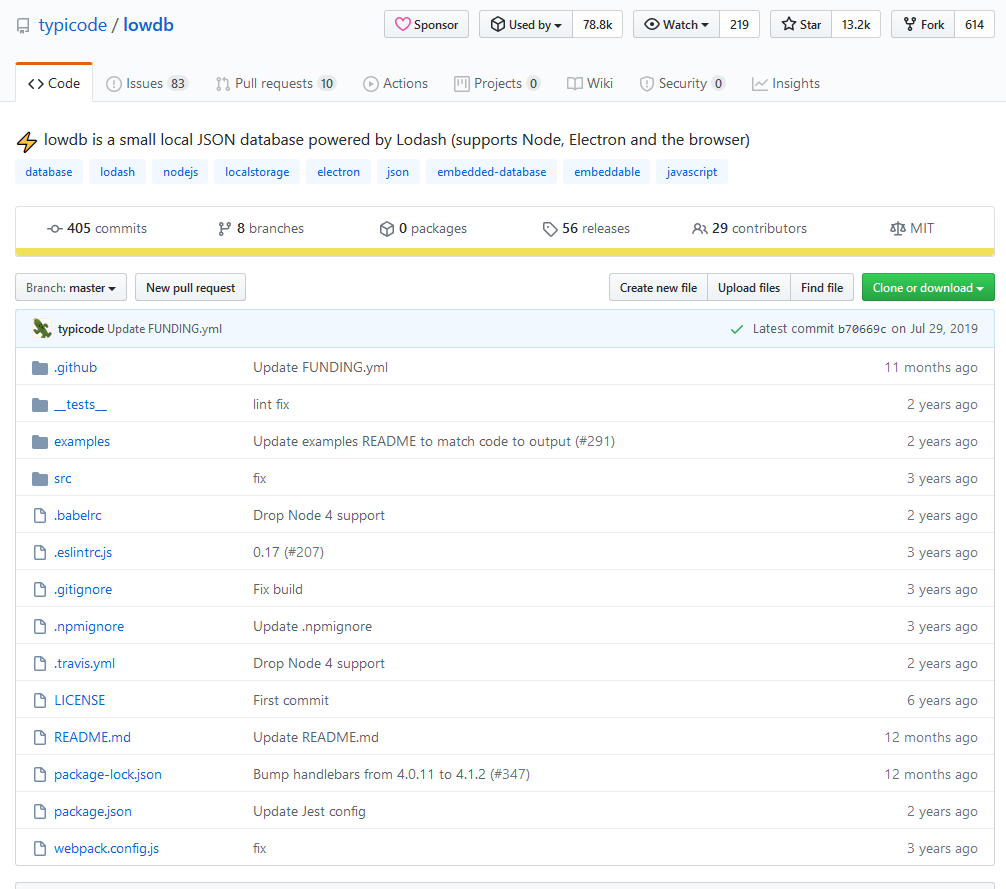 typicode / lowdb Sponsor Used by 78.8k Watch 219 Star 13.2k Fork 614
Code Issues 83 Pull requests 10 Actions Projects 0 Wiki Security 0 Insights
lowdb is a small local JSON database powered by Lodash (supports Node, Electron and the browser)
database lodash nodejs localstorage electron json embedded-database embeddable javascript
405 commits 8 branches 0 packages 56 releases 29 contributors MIT
Branch: master New pull request Create new file Upload files Find file Clone or download
typicode Update FUNDING.yml Latest commit b70669c on Jul 29, 2019
.github Update FUNDING.yml 11 months ago
__tests__ lint fix 2 years ago
examples Update examples README to match code to output (#291) 2 years ago
src fix 3 years ago
.babelrc Drop Node 4 support 2 years ago
.eslintrc.js 0.17 (#207) 3 years ago
.gitignore Fix build 3 years ago
.npmignore Update .npmignore 3 years ago
.travis.yml Drop Node 4 support 2 years ago
LICENSE First commit 6 years ago
README.md Update README.md 12 months ago
package-lock.json Bump handlebars from 4.0.11 to 4.1.2 (#347) 12 months ago
package.json Update Jest config 2 years ago
webpack.config.js fix 3 years ago